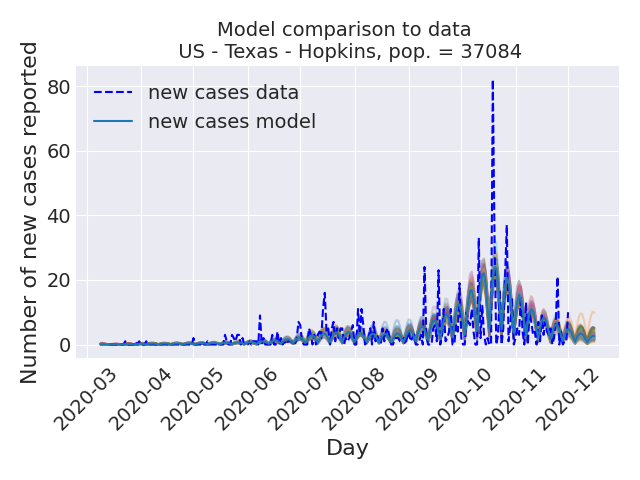 Model comparison to data
US - Texas - Hopkins, pop. = 37084
Number of new cases reported
80
60
40
20
0
new cases data
new cases model
2020-03
2020-04
2020-05
2020-06
2020-07
2020-08
2020-09
2020-10
2020-11
2020-12
Day